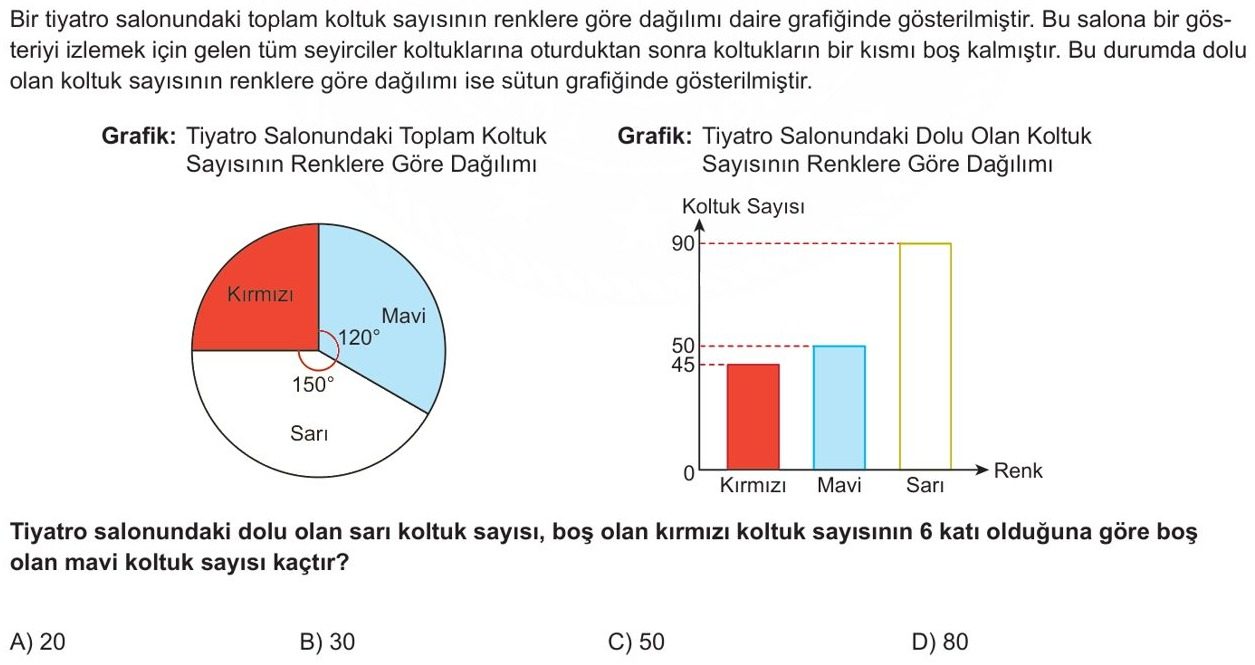 Bir tiyatro salonundaki toplam koltuk sayısının renklere göre dağılımı daire grafiğinde gösterilmiştir. Bu salona bir gös-
teriyi izlemek için gelen tüm seyirciler koltuklarına oturduktan sonra koltukların bir kısmı boş kalmıştır. Bu durumda dolu
olan koltuk sayısının renklere göre dağılımı ise sütun grafiğinde gösterilmiştir.
Grafik: Tiyatro Salonundaki Toplam Koltuk
Sayısının Renklere Göre Dağılımı
Kırmızı
Mavi
120°
150°
Sarı
Grafik: Tiyatro Salonundaki Dolu Olan Koltuk
Sayısının Renklere Göre Dağılımı
Koltuk Sayısı
90
50
45
0
Renk
Kırmızı Mavi Sarı
Tiyatro salonundaki dolu olan sarı koltuk sayısı, boş olan kırmızı koltuk sayısının 6 katı olduğuna göre boş
olan mavi koltuk sayısı kaçtır?
A) 20 B) 30 C) 50 D) 80